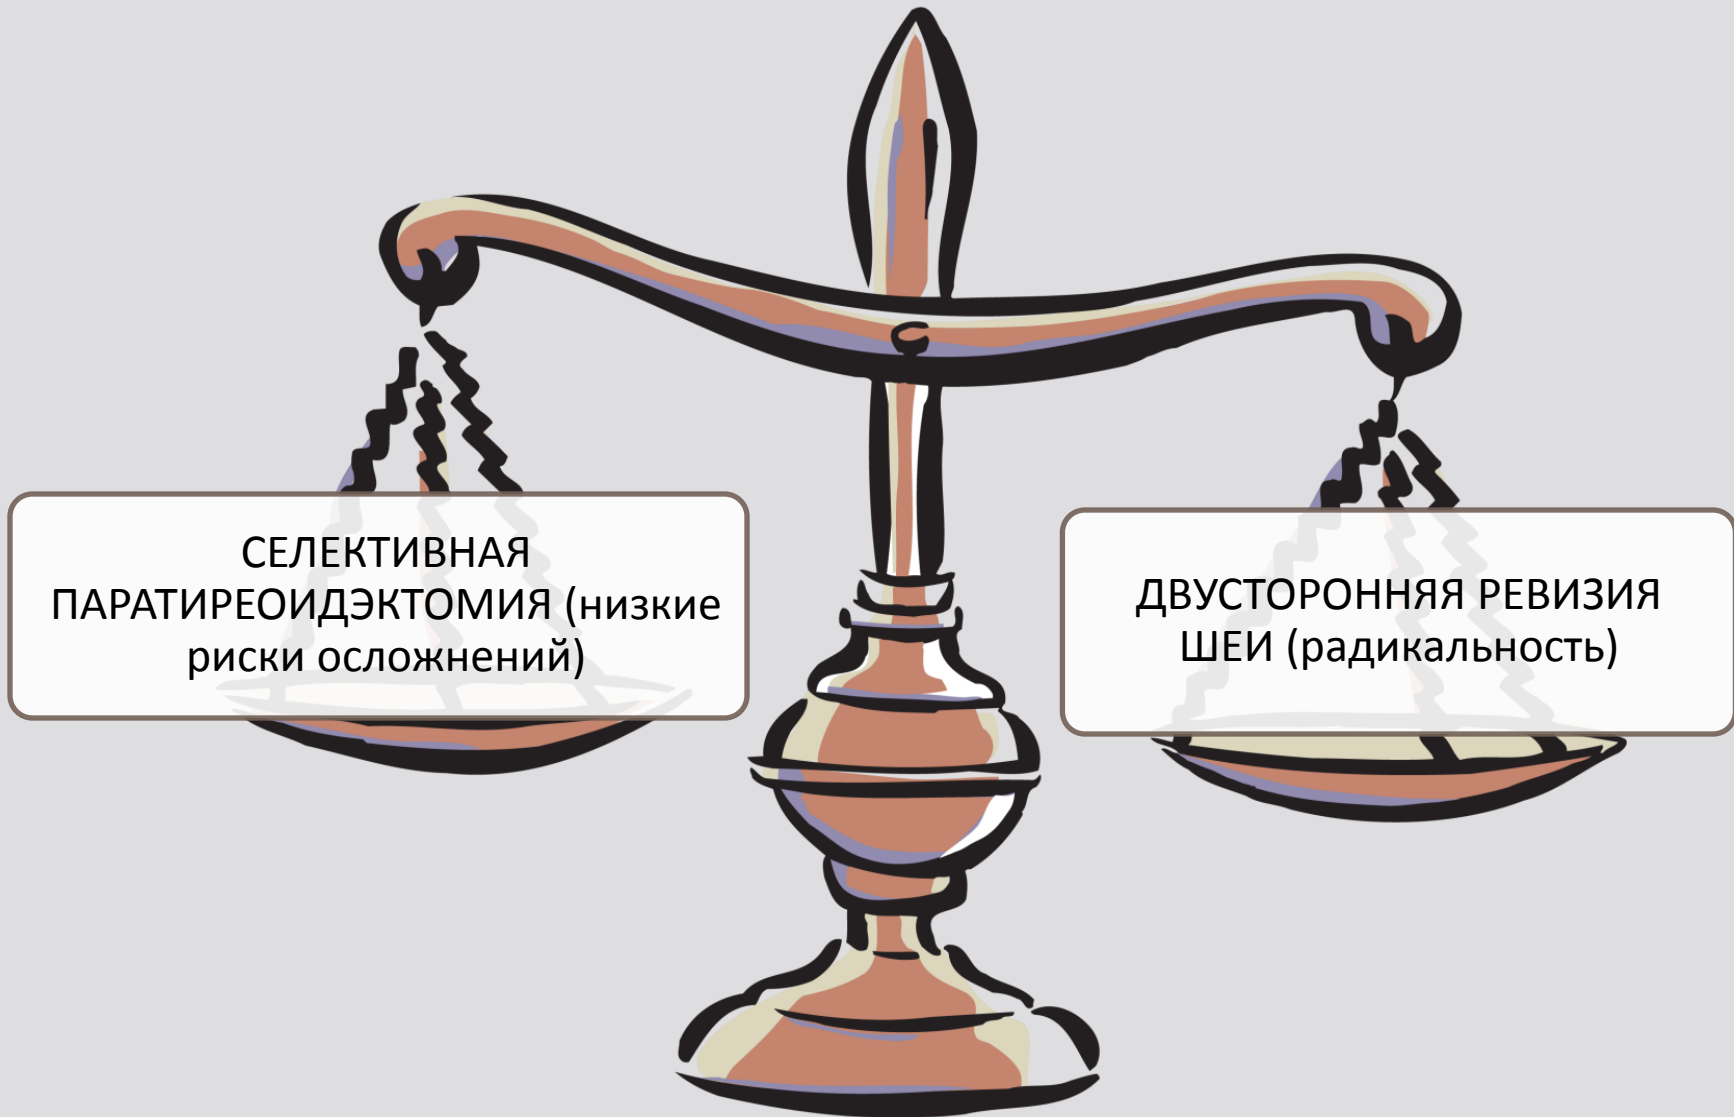 СЕЛЕКТИВНАЯ
ПАРАТИРЕОИДЭКТОМИЯ (низкие
риски осложнений)
ДВУСТОРОННЯЯ РЕВИЗИЯ
ШЕИ (радикальность)